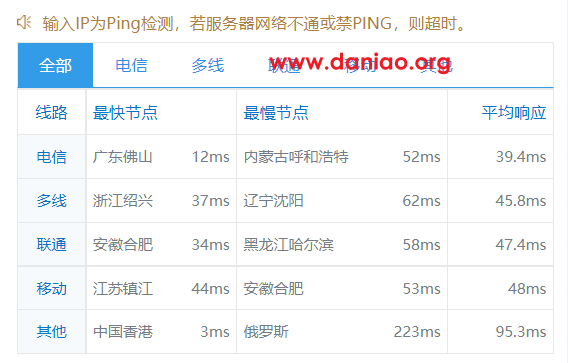 输入IP为Ping检测，若服务器网络不通或禁PING，则超时。
全部 电信 多线 联通 移动 其他
www.daniao.org
线路 最快节点 最慢节点 平均响应
电信 广东佛山 12ms 内蒙古呼和浩特 52ms 39.4ms
多线 浙江绍兴 37ms 辽宁沈阳 62ms 45.8ms
联通 安徽合肥 34ms 黑龙江哈尔滨 58ms 47.4ms
移动 江苏镇江 44ms 安徽合肥 53ms 48ms
其他 中国香港 3ms 俄罗斯 223ms 95.3ms